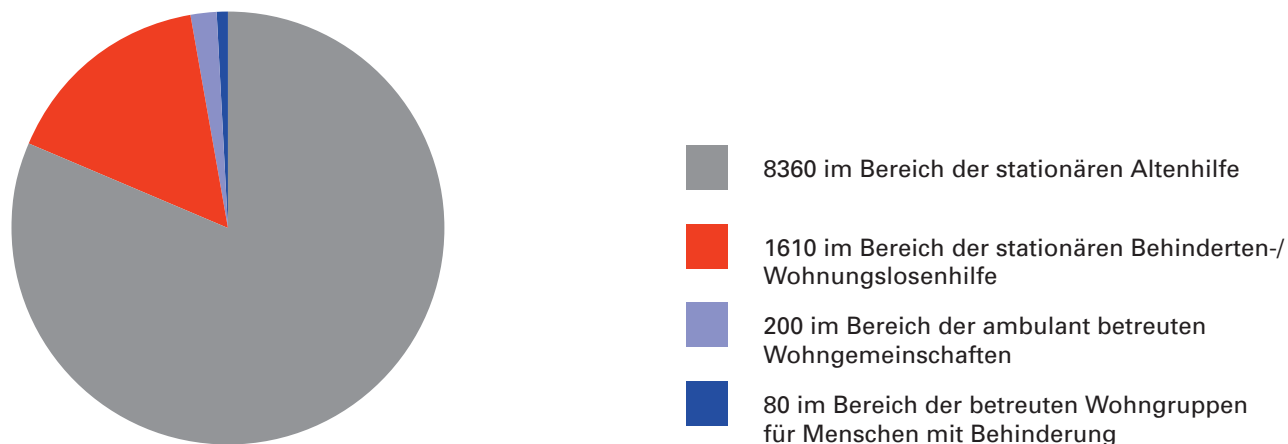 8360 im Bereich der stationären Altenhilfe
1610 im Bereich der stationären Behinderten-/
Wohnungslosenhilfe
200 im Bereich der ambulant betreuten
Wohngemeinschaften
80 im Bereich der betreuten Wohngruppen
für Menschen mit Behinderung